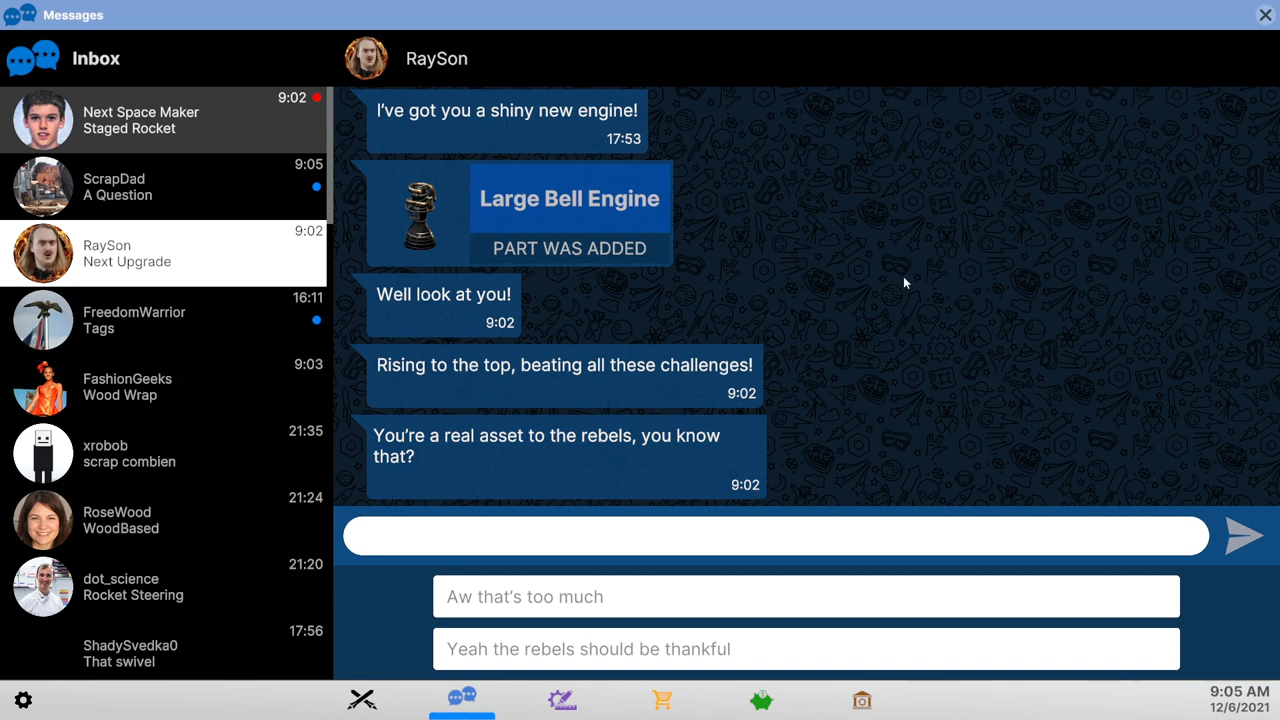 Messages
Inbox
RaySon
9:02
Next Space Maker
Staged Rocket
9:05
ScrapDad
A Question
9:02
RaySon
Next Upgrade
16:11
FreedomWarrior
Tags
9:03
FashionGeeks
Wood Wrap
21:35
xrobob
scrap combien
21:24
RoseWood
WoodBased
21:20
dot_science
Rocket Steering
17:56
ShadySvedka0
That swivel
I've got you a shiny new engine!
17:53
Large Bell Engine
PART WAS ADDED
Well look at you!
9:02
Rising to the top, beating all these challenges!
9:02
You're a real asset to the rebels, you know
that?
9:02
Aw that's too much
Yeah the rebels should be thankful
9:05 AM
12/6/2021